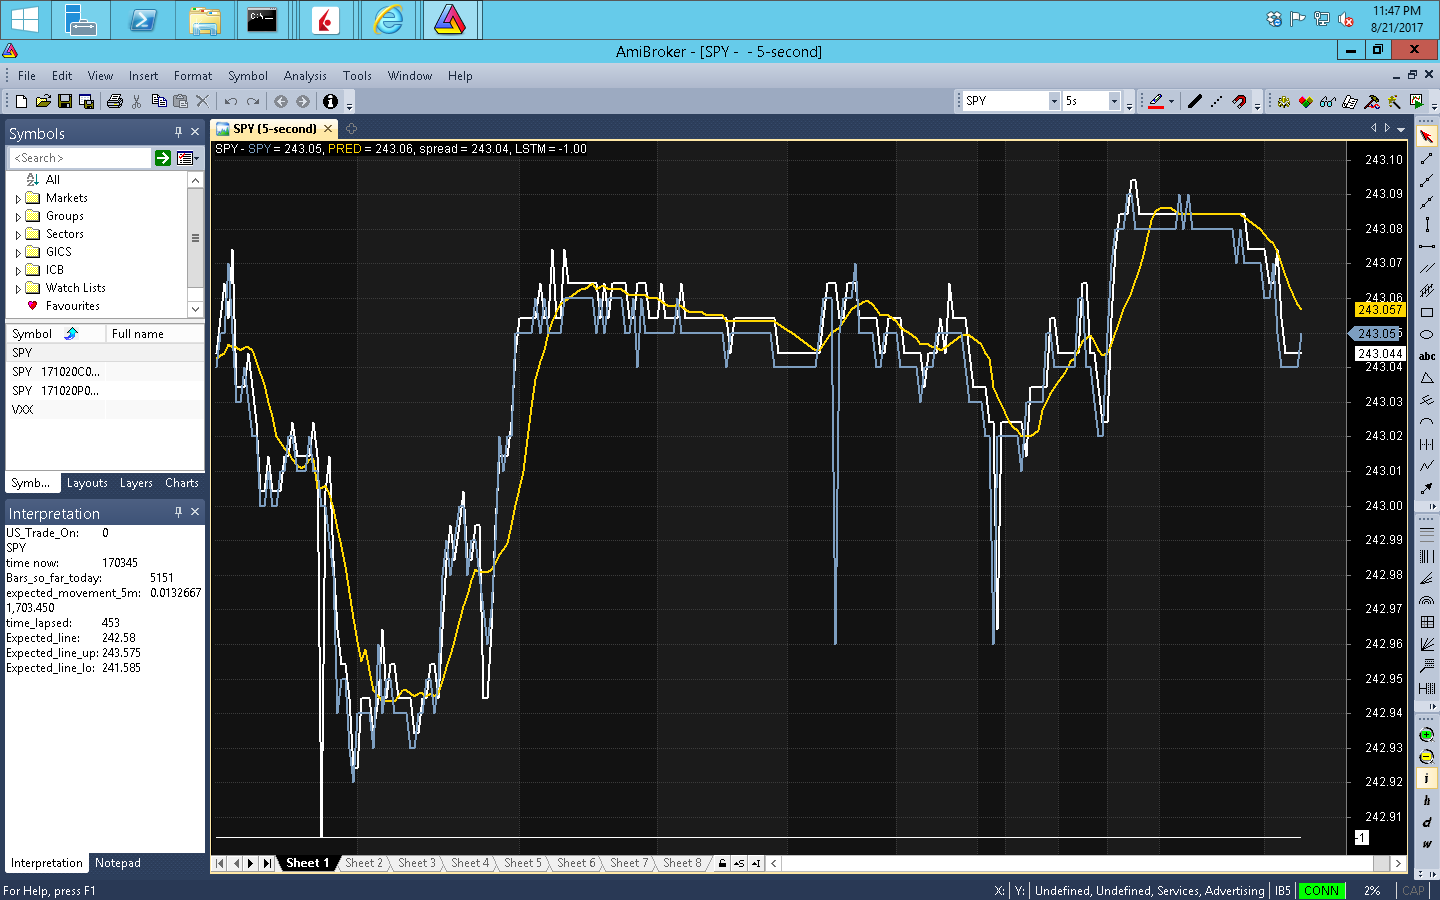 11:47 PM
8/21/2017
AmiBroker - [SPY - - 5-second]
File Edit View Insert Format Symbol Analysis Tools Window Help
SPY 5s
Symbols
SPY (5-second)
<Search>
SPY - SPY = 243.05, PRED = 243.06, spread = 243.04, LSTM = -1.00
All
Markets
Groups
Sectors
GICS
ICB
Watch Lists
Favourites
Symbol Full name
SPY
SPY 171020C0...
SPY 171020P0...
VXX
Symb... Layouts Layers Charts
Interpretation
US_Trade_On: 0
SPY
time now: 170345
Bars_so_far_today: 5151
expected_movement_5m: 0.0132667
1,703.450
time_lapsed: 453
Expected_line: 242.58
Expected_line_up: 243.575
Expected_line_lo: 241.585
Interpretation Notepad
243.10
243.09
243.08
243.07
243.06
243.057
243.055
243.044
243.04
243.03
243.02
243.01
243.00
242.99
242.98
242.97
242.96
242.95
242.94
242.93
242.92
242.91
-1
abc
i
h
d
w
Sheet 1 Sheet 2 Sheet 3 Sheet 4 Sheet 5 Sheet 6 Sheet 7 Sheet 8
For Help, press F1
X: Y: Undefined, Undefined, Services, Advertising IB5 CONN 2% CAP